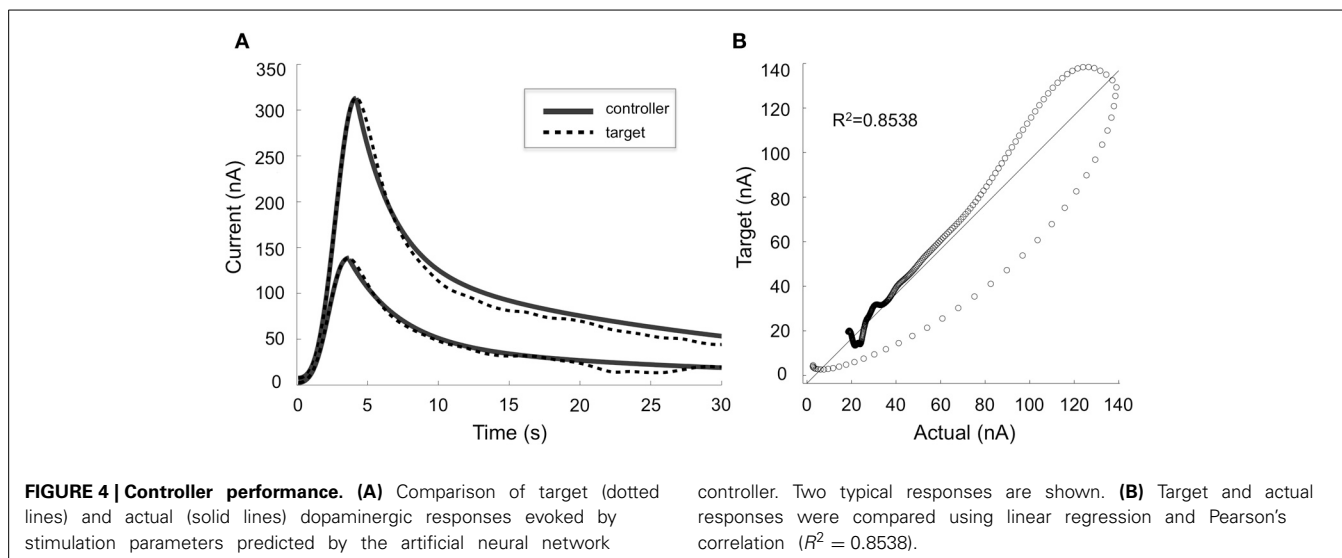 A
B
350
300
250
200
150
100
50
0
Current (nA)
0 5 10 15 20 25 30
Time (s)
controller
target
140
120
100
80
60
40
20
0
Target (nA)
R²=0.8538
0 20 40 60 80 100 120 140
Actual (nA)
FIGURE 4 | Controller performance. (A) Comparison of target (dotted
lines) and actual (solid lines) dopaminergic responses evoked by
stimulation parameters predicted by the artificial neural network
controller. Two typical responses are shown. (B) Target and actual
responses were compared using linear regression and Pearson's
correlation (R² = 0.8538).